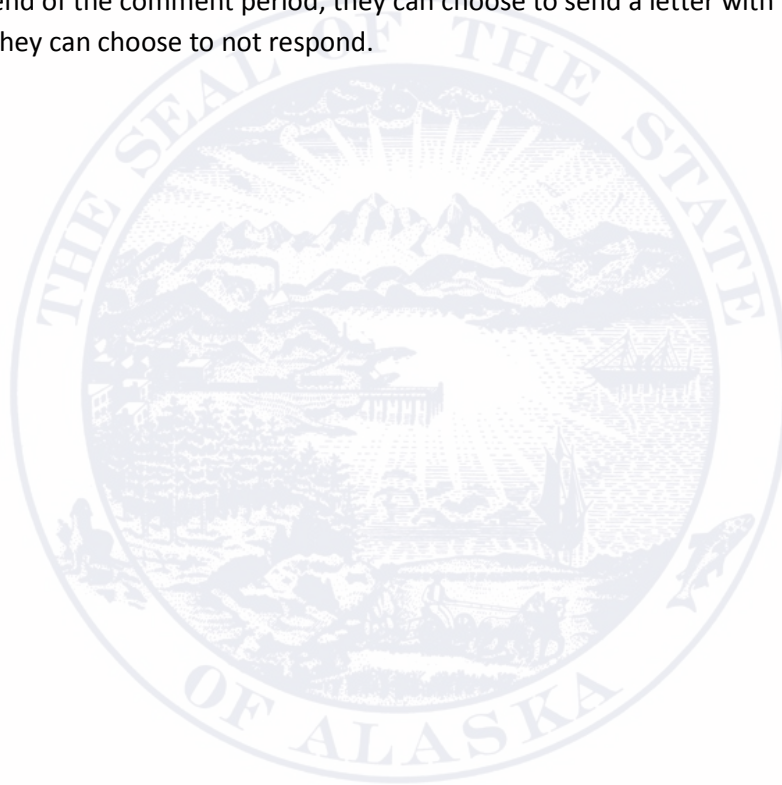 end of the comment period, they can choose to send a letter with
they can choose to not respond.
THE SEAL OF THE STATE
OF ALASKA